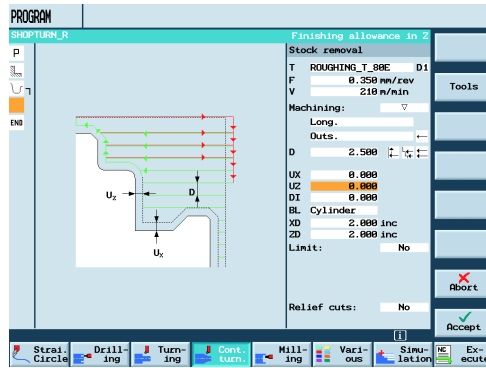 PROGRAM
SHOPTURN_R
Finishing allowance in Z
P
END
D
Uz
Ux
Stock removal
T ROUGHING_T_80E D1
F 0.350 mm/rev
V 210 m/min
Machining: ▽
Long.
Outs. ←
D 2.500
UX 0.000
UZ 0.000
DI 0.000
BL Cylinder
XD 2.000 inc
ZD 2.000 inc
Limit: No
Relief cuts: No
i
Tools
Abort
Accept
Strai. Circle
Drill- ing
Turn- ing
Cont. turn.
Mill- ing
Vari- ous
Simu- lation
NC Ex- ecute